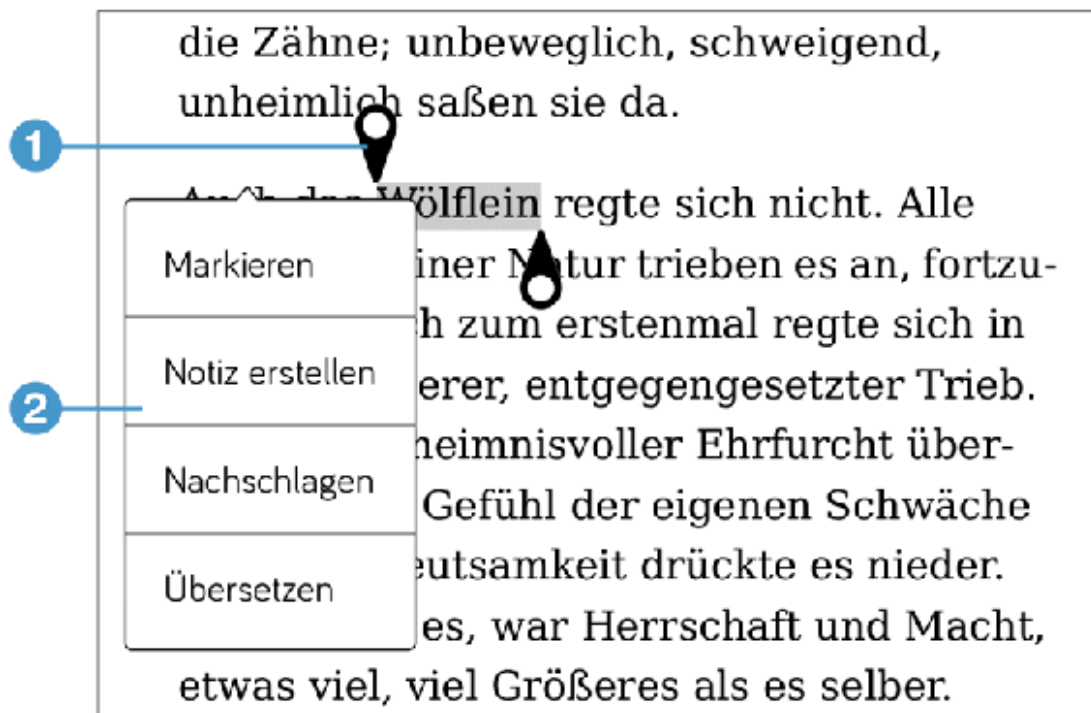 die Zähne; unbeweglich, schweigend,
unheimlich saßen sie da.
1
Wölflein regte sich nicht. Alle
Markieren
iner Natur trieben es an, fortzu-
h zum erstenmal regte sich in
Notiz erstellen
erer, entgegengesetzter Trieb.
2
heimnisvoller Ehrfurcht über-
Nachschlagen
Gefühl der eigenen Schwäche
eutsamkeit drückte es nieder.
Übersetzen
es, war Herrschaft und Macht,
etwas viel, viel Größeres als es selber.